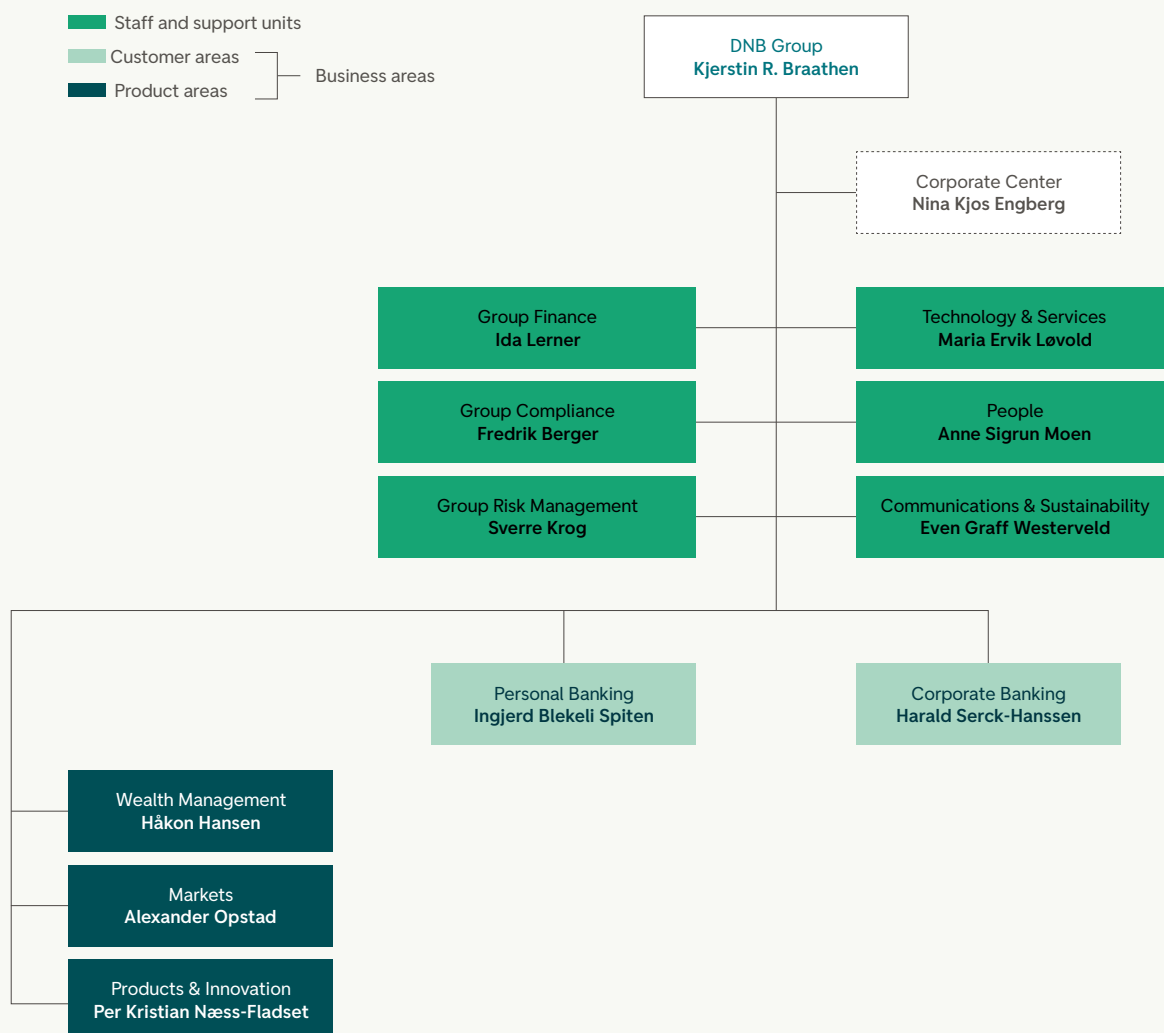 Staff and support units
Customer areas
Product areas
Business areas
DNB Group
Kjerstin R. Braathen
Corporate Center
Nina Kjos Engberg
Group Finance
Ida Lerner
Technology & Services
Maria Ervik Løvold
Group Compliance
Fredrik Berger
People
Anne Sigrun Moen
Group Risk Management
Sverre Krog
Communications & Sustainability
Even Graff Westerveld
Personal Banking
Ingjerd Blekeli Spiten
Corporate Banking
Harald Serck-Hanssen
Wealth Management
Håkon Hansen
Markets
Alexander Opstad
Products & Innovation
Per Kristian Næss-Fladset